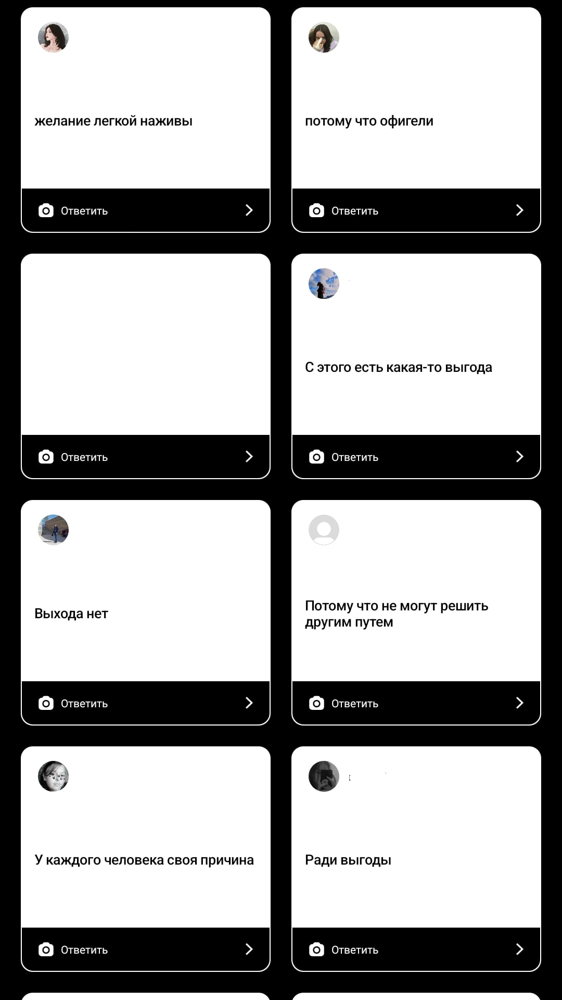 желание легкой наживы
потому что офигели
Ответить
Ответить
С этого есть какая-то выгода
Ответить
Ответить
Выхода нет
Потому что не могут решить
другим путем
Ответить
Ответить
У каждого человека своя причина
Ради выгоды
Ответить
Ответить